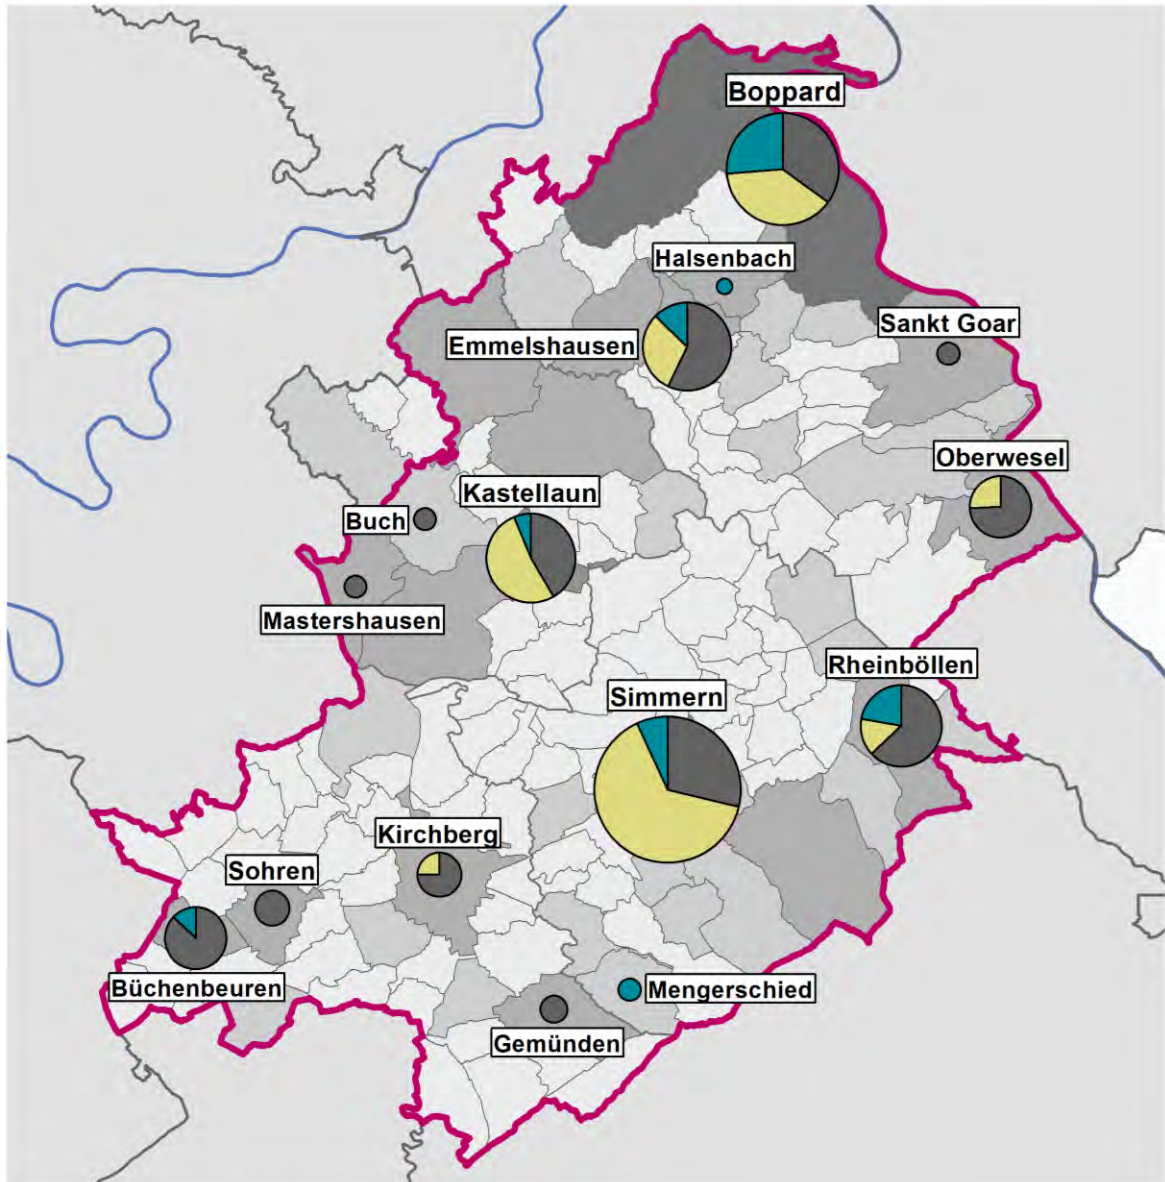 Boppard
Halsenbach
Sankt Goar
Emmelshausen
Oberwesel
Kastellaun
Buch
Mastershausen
Rheinböllen
Simmern
Kirchberg
Sohren
Büchenbeuren
Mengerschied
Gemünden